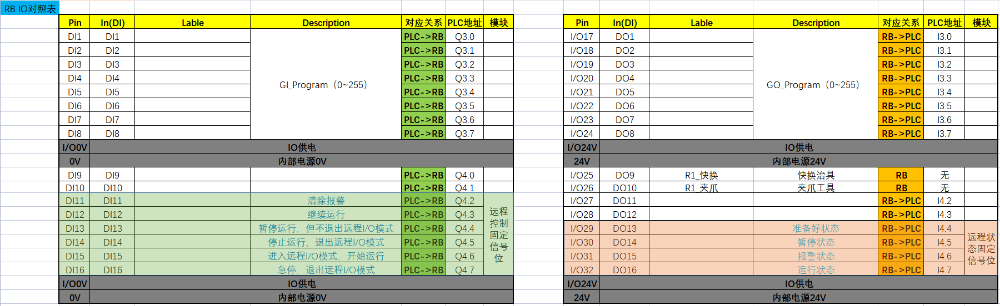 RB IO对照表
Pin In(DI) Lable Description 对应关系 PLC地址 模块 Pin In(DI) Lable Description 对应关系 PLC地址 模块
DI1 DI1 PLC->RB Q3.0 I/O17 DO1 RB->PLC I3.0
DI2 DI2 PLC->RB Q3.1 I/O18 DO2 RB->PLC I3.1
DI3 DI3 PLC->RB Q3.2 I/O19 DO3 RB->PLC I3.2
DI4 DI4 PLC->RB Q3.3 I/O20 DO4 RB->PLC I3.3
GI_Program（0~255） GO_Program（0~255）
DI5 DI5 PLC->RB Q3.4 I/O21 DO5 RB->PLC I3.4
DI6 DI6 PLC->RB Q3.5 I/O22 DO6 RB->PLC I3.5
DI7 DI7 PLC->RB Q3.6 I/O23 DO7 RB->PLC I3.6
DI8 DI8 PLC->RB Q3.7 I/O24 DO8 RB->PLC I3.7
I/O0V IO供电 I/O24V IO供电
0V 内部电源0V 24V 内部电源24V
DI9 DI9 PLC->RB Q4.0 I/O25 DO9 R1_快换 快换治具 RB 无
DI10 DI10 PLC->RB Q4.1 I/O26 DO10 R1_夹爪 夹爪工具 RB 无
DI11 DI11 清除报警 PLC->RB Q4.2 I/O27 DO11 RB->PLC I4.2
DI12 DI12 继续运行 PLC->RB Q4.3 I/O28 DO12 RB->PLC I4.3
DI13 DI13 暂停运行，但不退出远程I/O模式 PLC->RB Q4.4 I/O29 DO13 准备好状态 RB->PLC I4.4
DI14 DI14 停止运行，退出远程I/O模式 PLC->RB Q4.5 I/O30 DO14 暂停状态 RB->PLC I4.5
DI15 DI15 进入远程I/O模式，开始运行 PLC->RB Q4.6 I/O31 DO15 报警状态 RB->PLC I4.6
DI16 DI16 急停，退出远程I/O模式 PLC->RB Q4.7 I/O32 DO16 运行状态 RB->PLC I4.7
远程
控制
固定
信号
位
远程状
态固定
信号位
I/O0V IO供电 I/O24V IO供电
0V 内部电源0V 24V 内部电源24V